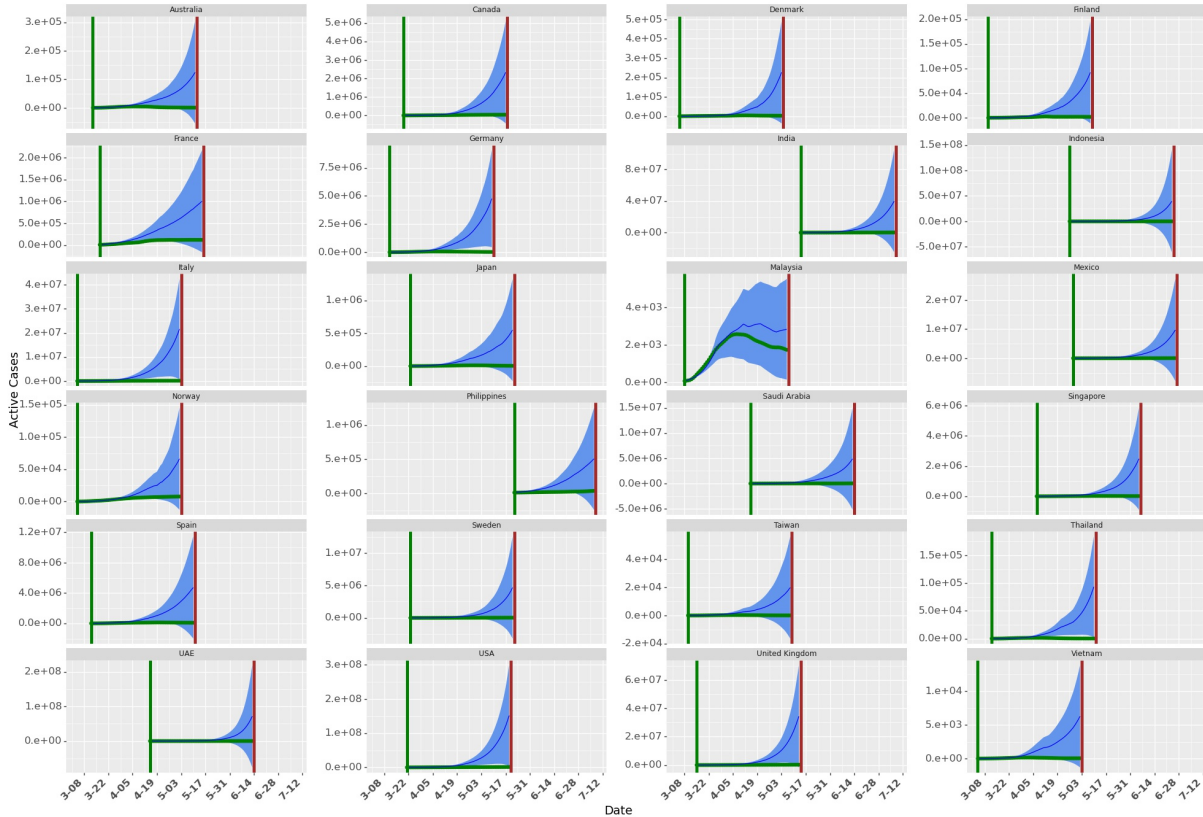 Australia
3.e+05
2.e+05
1.e+05
0.e+00
Canada
6.e+06
5.e+06
4.e+06
3.e+06
2.e+06
1.e+06
0.e+00
Denmark
5.e+05
4.e+05
3.e+05
2.e+05
1.e+05
0.e+00
Finland
2.0e+05
1.5e+05
1.0e+05
5.0e+04
0.0e+00
France
2.0e+06
1.5e+06
1.0e+06
5.0e+05
0.0e+00
Germany
7.5e+06
5.0e+06
2.5e+06
0.0e+00
India
1.e+08
5.e+07
0.e+00
Indonesia
1.5e+08
1.0e+08
5.0e+07
0.0e+00
-5.0e+07
Active Cases
Italy
4.e+07
3.e+07
2.e+07
1.e+07
0.e+00
Japan
1.e+06
5.e+05
0.e+00
Malaysia
4.e+03
2.e+03
0.e+00
Mexico
2.e+07
1.e+07
0.e+00
Norway
1.5e+05
1.0e+05
5.0e+04
0.0e+00
Philippines
1.e+06
5.e+05
0.e+00
Saudi Arabia
1.5e+07
1.0e+07
5.0e+06
0.0e+00
-5.0e+06
Singapore
6.e+06
4.e+06
2.e+06
0.e+00
Spain
1.2e+07
8.0e+06
4.0e+06
0.0e+00
Sweden
1.0e+07
5.0e+06
0.0e+00
Taiwan
4.e+04
2.e+04
0.e+00
-2.e+04
Thailand
1.5e+05
1.0e+05
5.0e+04
0.0e+00
UAE
2.e+08
1.e+08
0.e+00
USA
3.e+08
2.e+08
1.e+08
0.e+00
United Kingdom
6.e+07
4.e+07
2.e+07
0.e+00
Vietnam
1.0e+04
5.0e+03
0.0e+00
3-08 3-22 4-05 4-19 5-03 5-17 5-31 6-14 6-28 7-12
3-08 3-22 4-05 4-19 5-03 5-17 5-31 6-14 6-28 7-12
3-08 3-22 4-05 4-19 5-03 5-17 5-31 6-14 6-28 7-12
3-08 3-22 4-05 4-19 5-03 5-17 5-31 6-14 6-28 7-12
Date